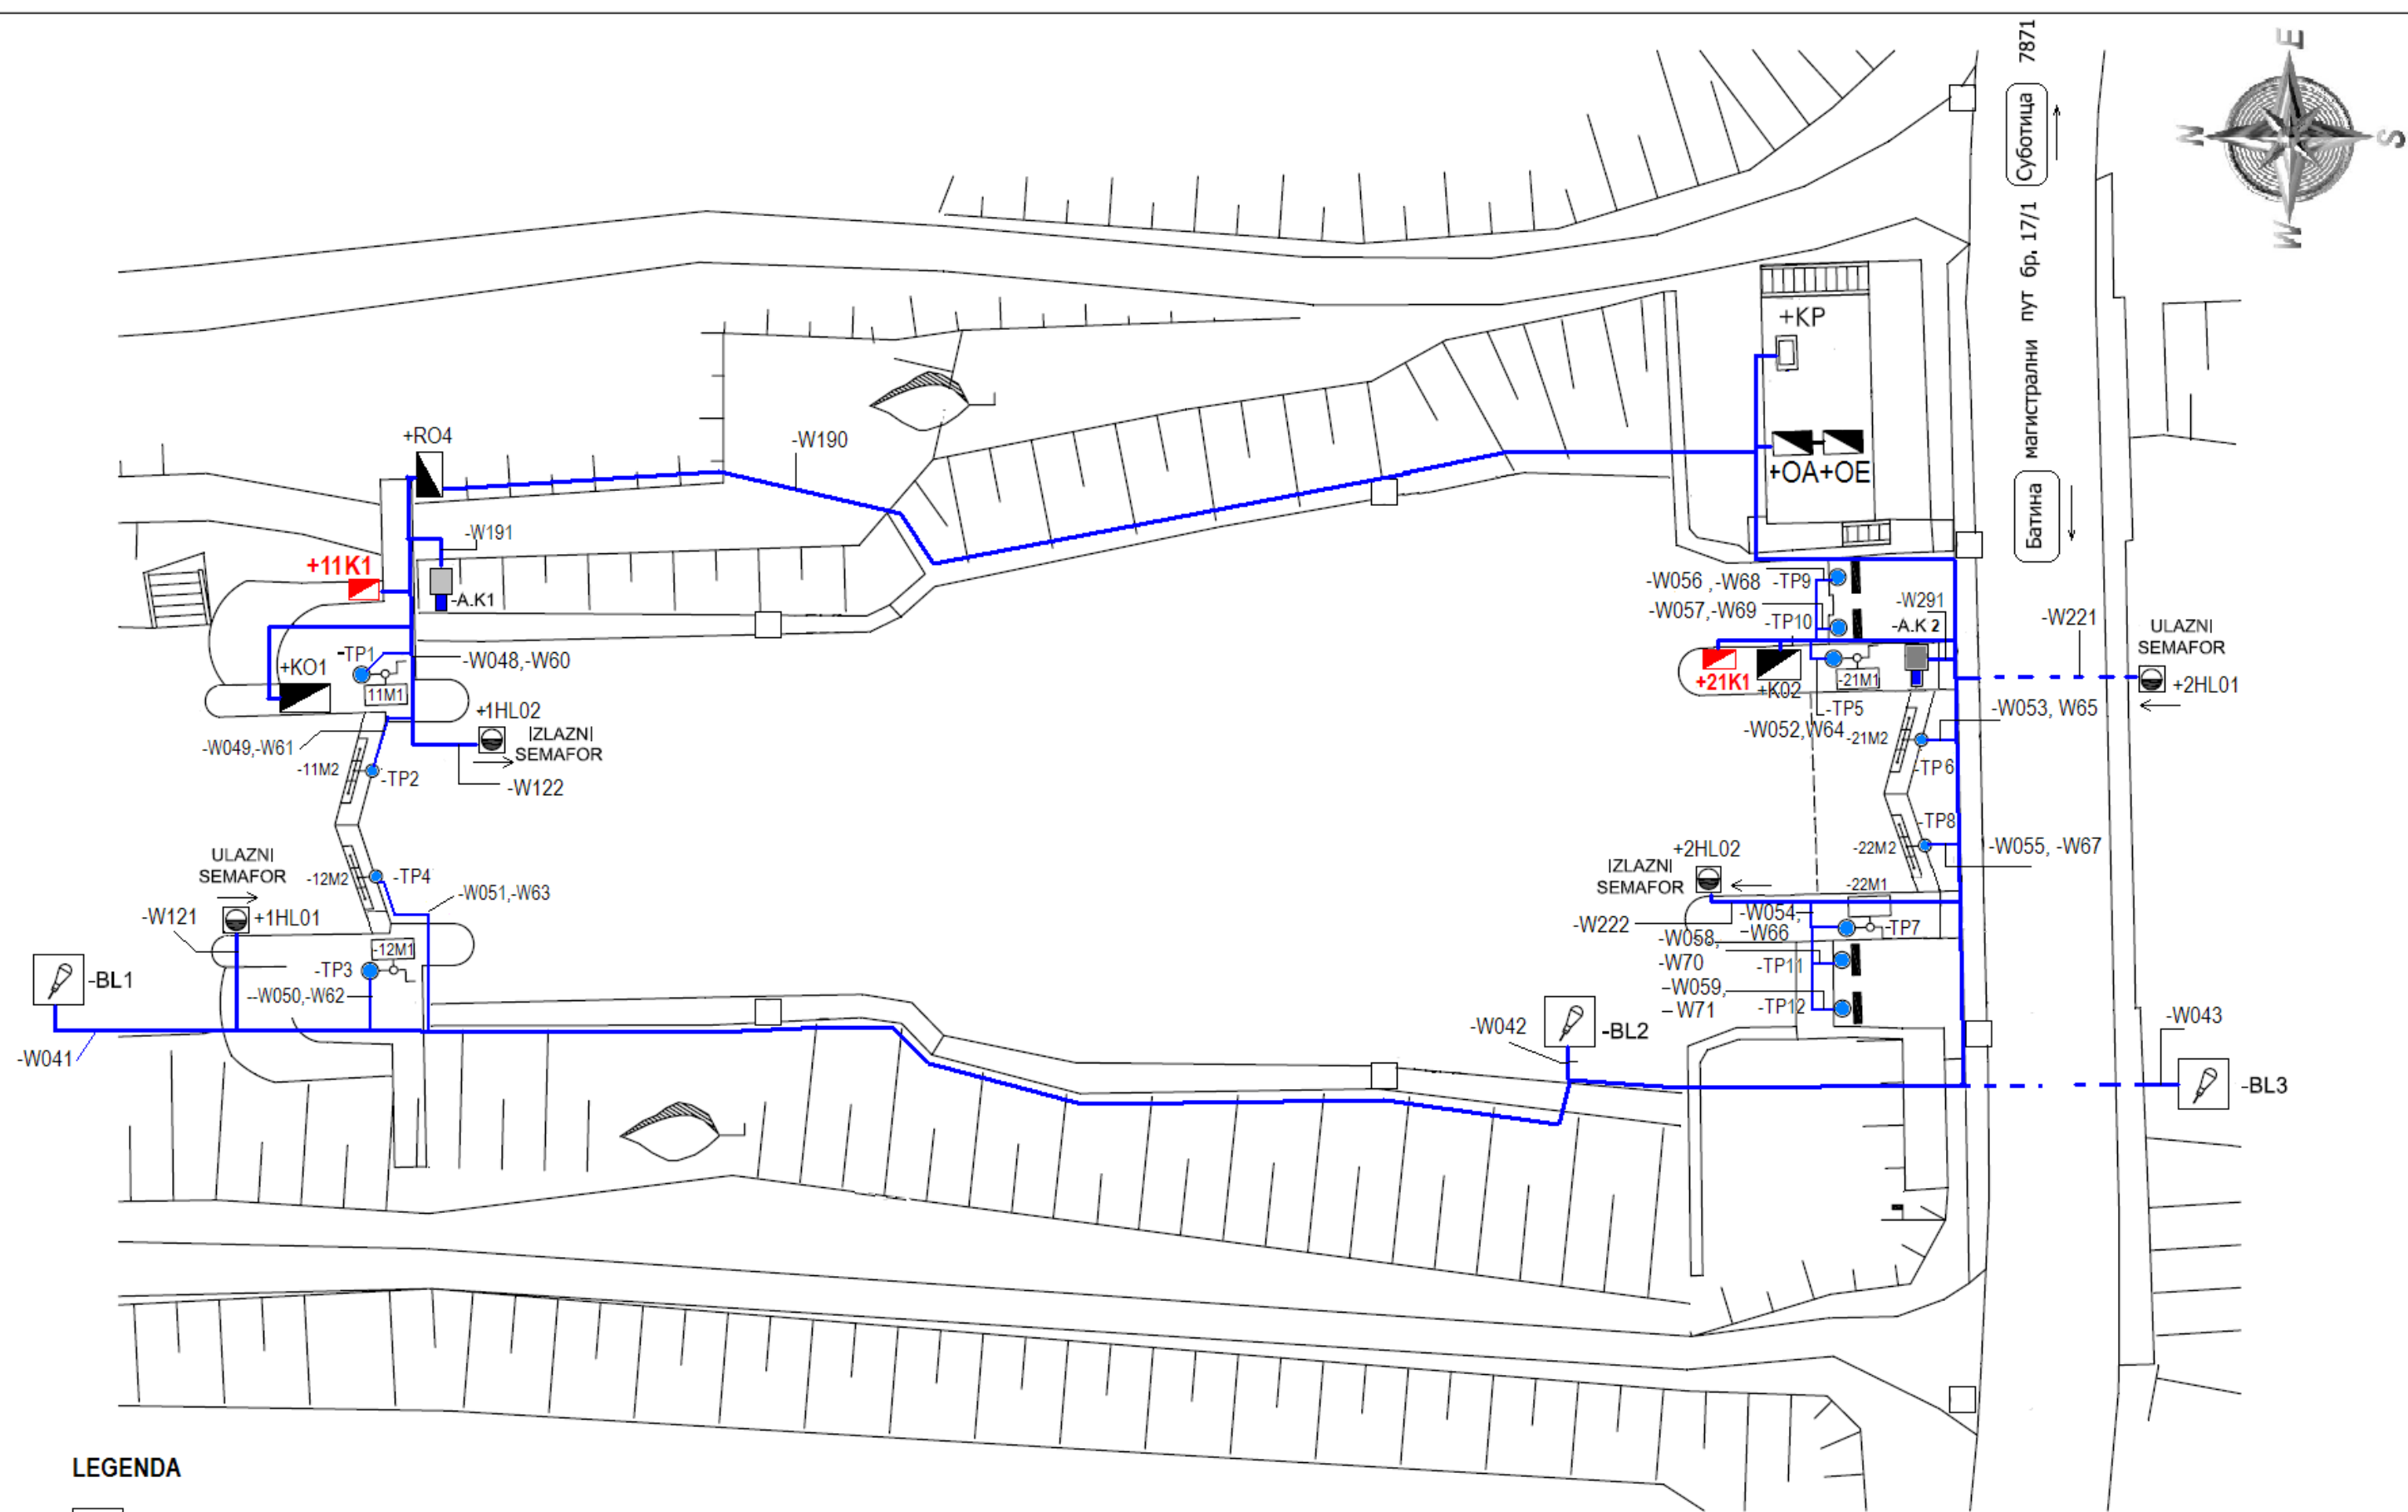 магистрални пут бр. 17/1
Суботица
7871
Батина
E
N
S
W
+KP
+OA+OE
+RO4
-W190
-W191
+11K1
-A.K1
-TP1
+KO1
11M1
-W048,-W60
+1HL02
IZLAZNI
SEMAFOR
-W122
-W049,-W61
-11M2
-TP2
ULAZNI
SEMAFOR
-12M2
-TP4
-W051,-W63
-W121
+1HL01
-12M1
-BL1
-TP3
--W050,-W62
-W041
-W056 ,-W68
-TP9
-W057,-W69
-TP10
-W291
-A.K 2
-W221
ULAZNI
SEMAFOR
+2HL01
+21K1
+K02
-21M1
-TP5
-W052,W64
-21M2
-W053, W65
-TP6
-TP8
-22M2
-W055, -W67
+2HL02
IZLAZNI
SEMAFOR
-22M1
-W222
-W054,
-W66
-TP7
-W058,
-W70
-TP11
-W059,
-W71
-TP12
-W042
-BL2
-W043
-BL3
LEGENDA